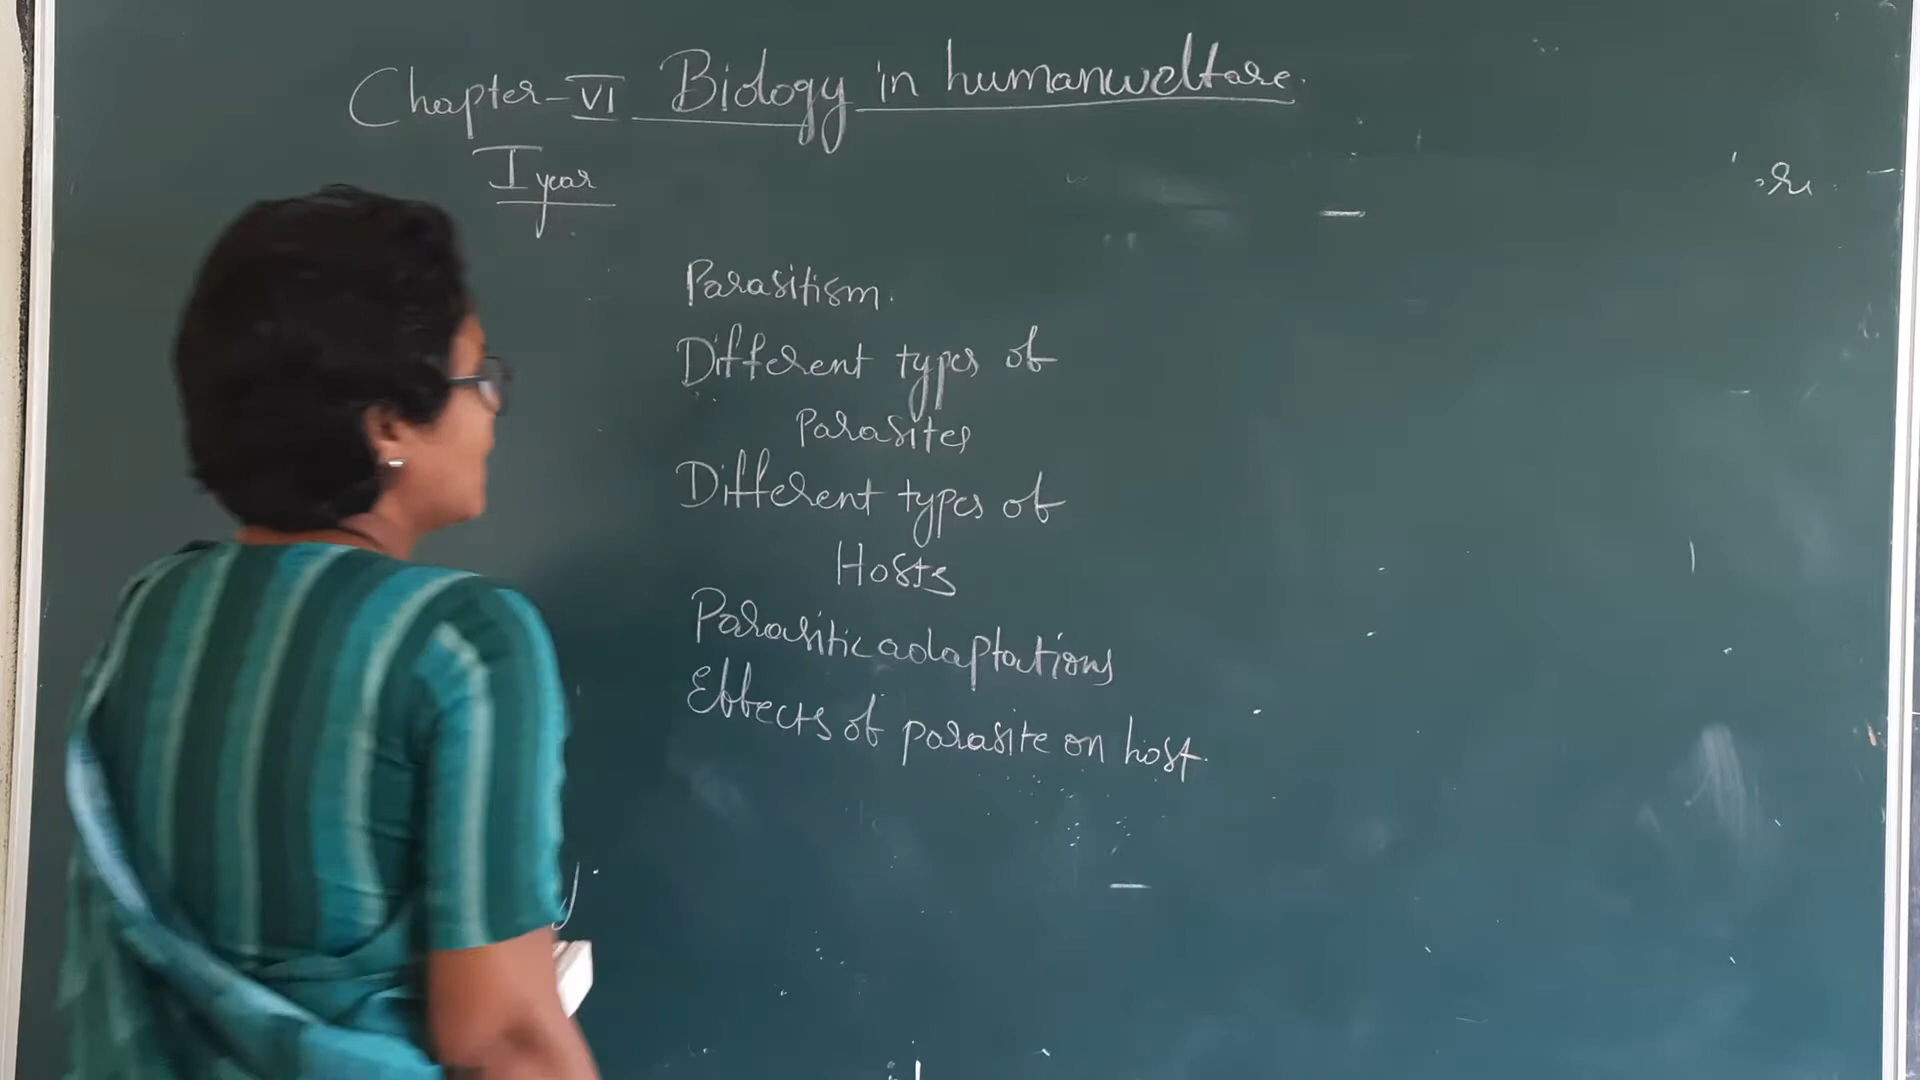 Chapter-VI Biology in humanwelfare.
I year
Parasitism.
Different types of
Parasites
Different types of
Hosts
Parasitic adaptations
Effects of parasite on host.